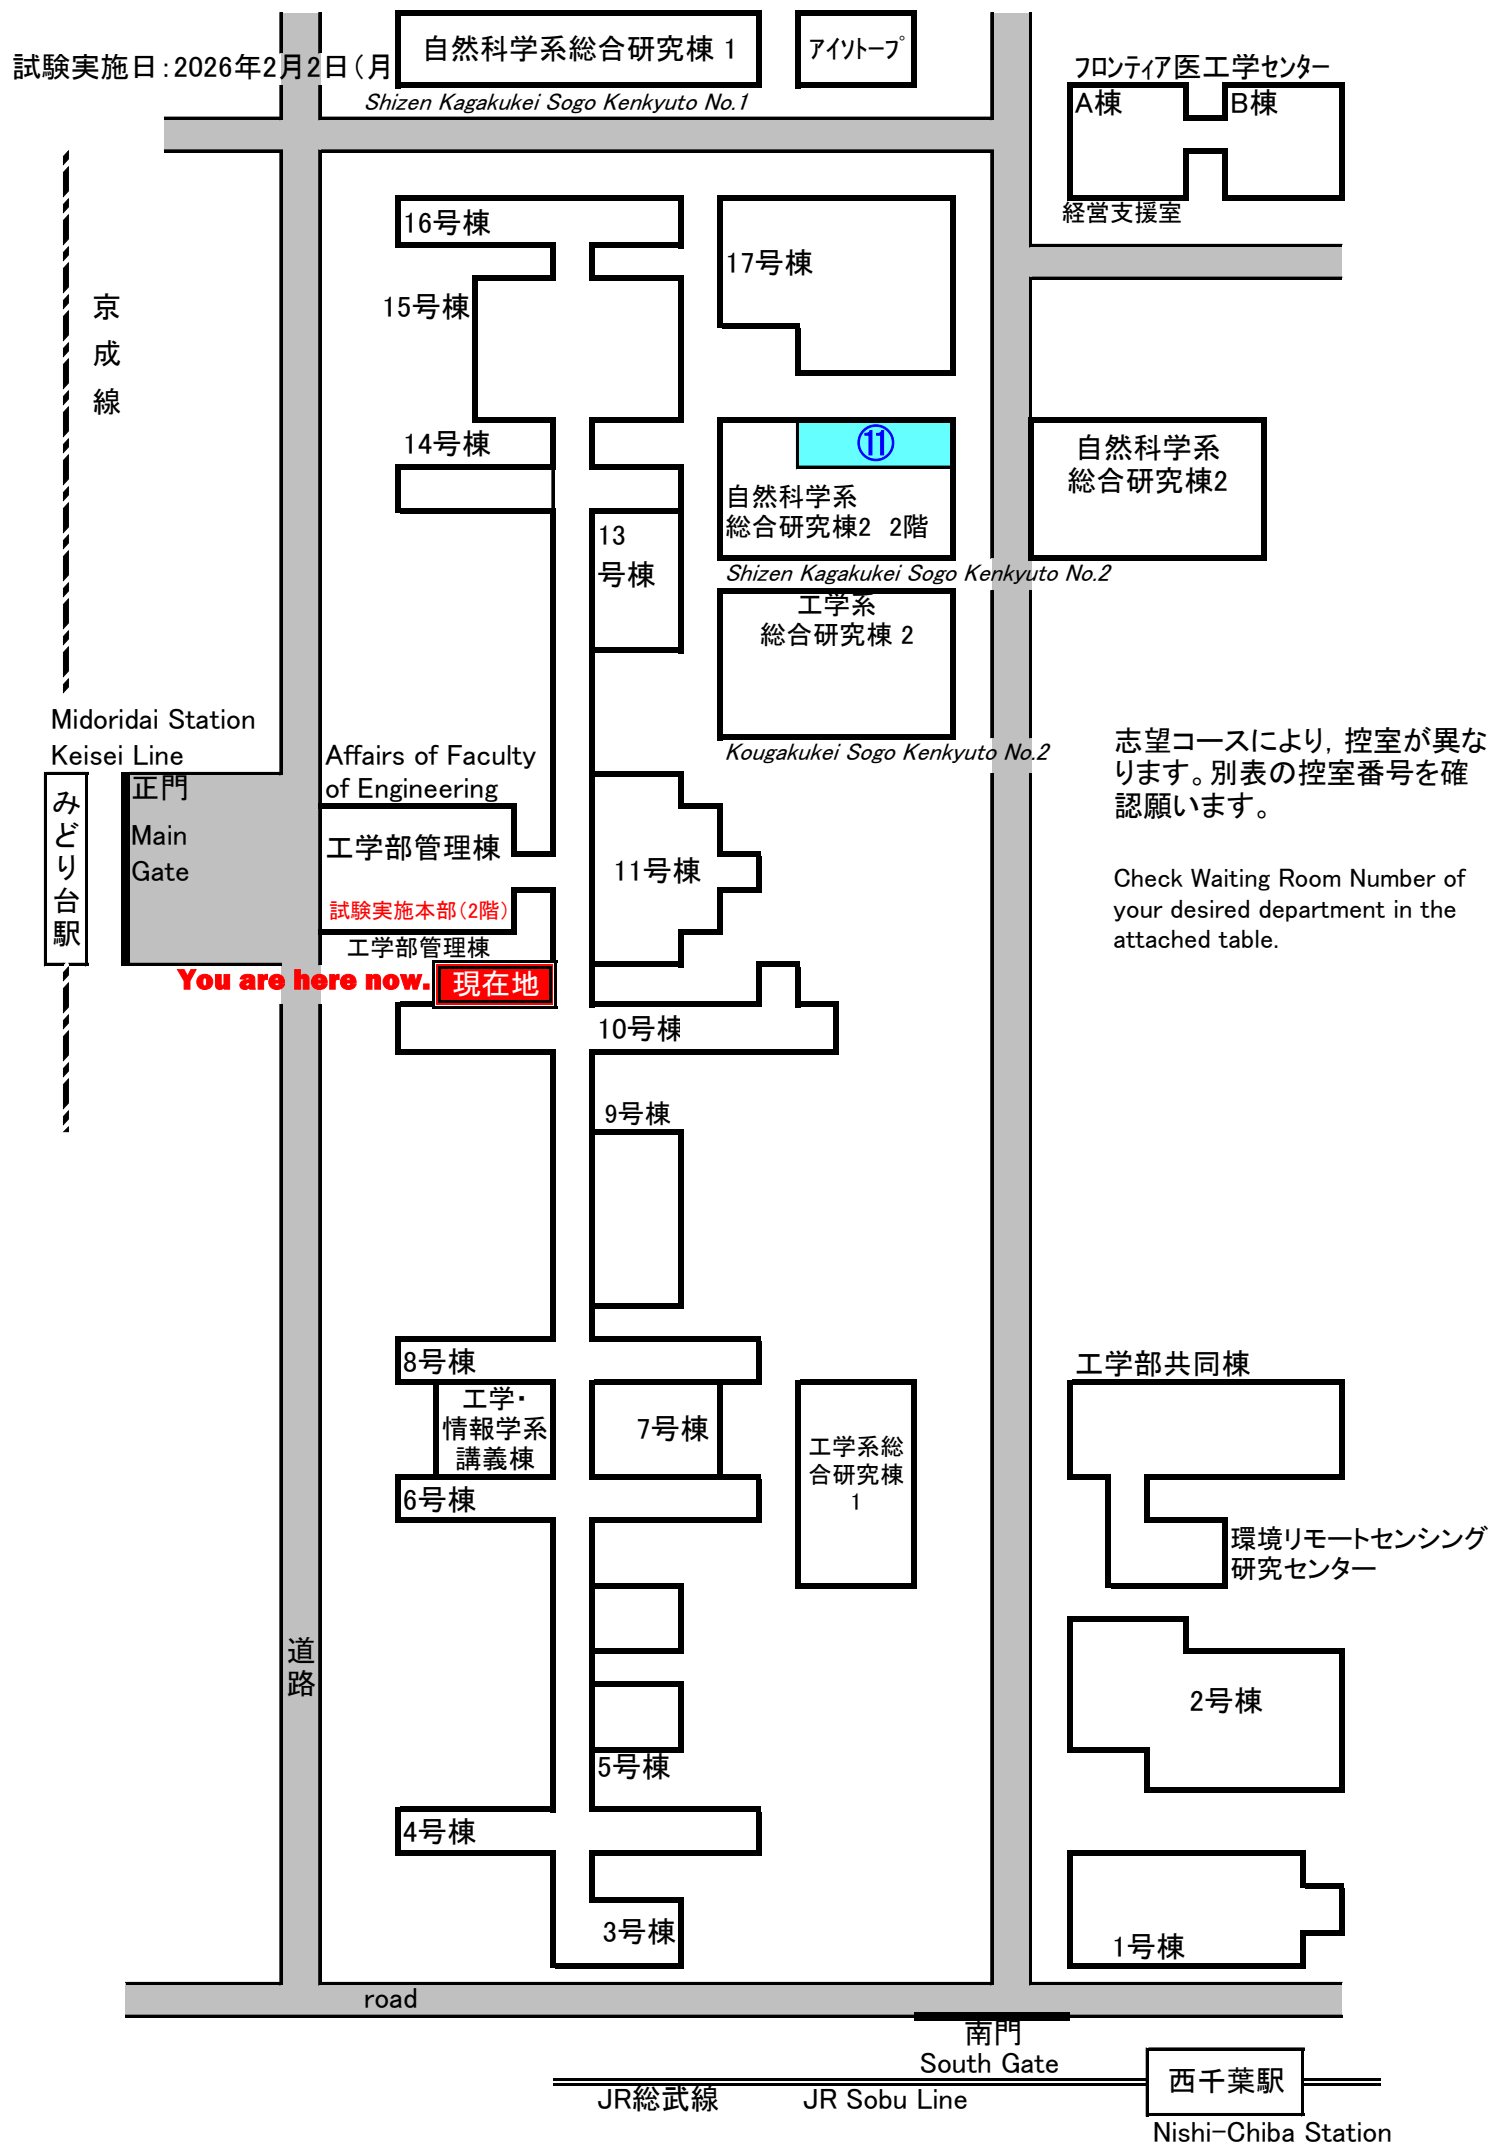 自然科学系総合研究棟 1
アイソトープ
試験実施日:2026年2月2日(月
Shizen Kagakukei Sogo Kenkyuto No.1
フロンティア医工学センター
A棟
B棟
経営支援室
16号棟
17号棟
15号棟
京成線
14号棟
⑪
自然科学系
総合研究棟2 2階
自然科学系
総合研究棟2
13
号棟
Shizen Kagakukei Sogo Kenkyuto No.2
工学系
総合研究棟 2
Kougakukei Sogo Kenkyuto No.2
Midoridai Station
Keisei Line
みどり台駅
正門
Main
Gate
Affairs of Faculty
of Engineering
工学部管理棟
試験実施本部(2階)
工学部管理棟
11号棟
志望コースにより,控室が異な
ります。別表の控室番号を確
認願います。
Check Waiting Room Number of
your desired department in the
attached table.
You are here now.
現在地
10号棟
9号棟
8号棟
工学・
情報学系
講義棟
7号棟
工学系総
合研究棟
1
6号棟
工学部共同棟
環境リモートセンシング
研究センター
道路
2号棟
5号棟
4号棟
3号棟
1号棟
road
南門
South Gate
西千葉駅
JR総武線
JR Sobu Line
Nishi-Chiba Station